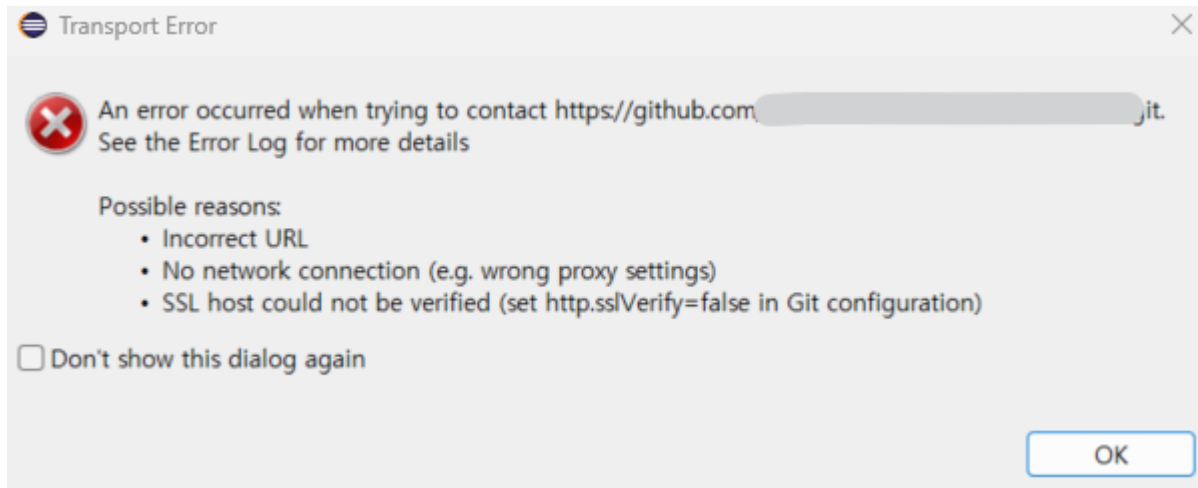 Transport Error
An error occurred when trying to contact https://github.com git.
See the Error Log for more details
Possible reasons:
• Incorrect URL
• No network connection (e.g. wrong proxy settings)
• SSL host could not be verified (set http.sslVerify=false in Git configuration)
Don't show this dialog again
OK